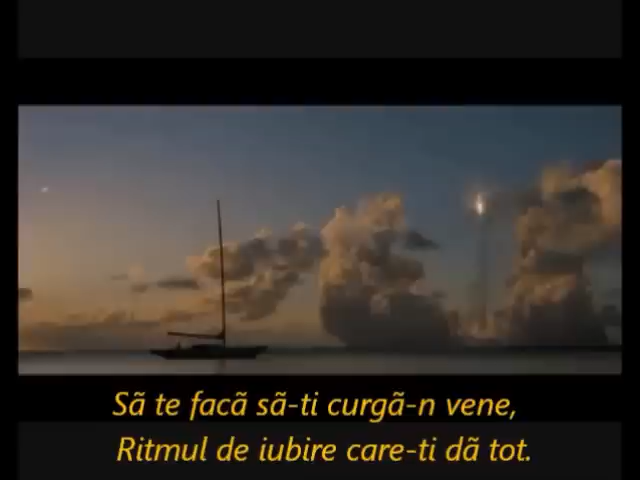 Sã te facã sã-ti curgã-n vene,
Ritmul de iubire care-ti dã tot.